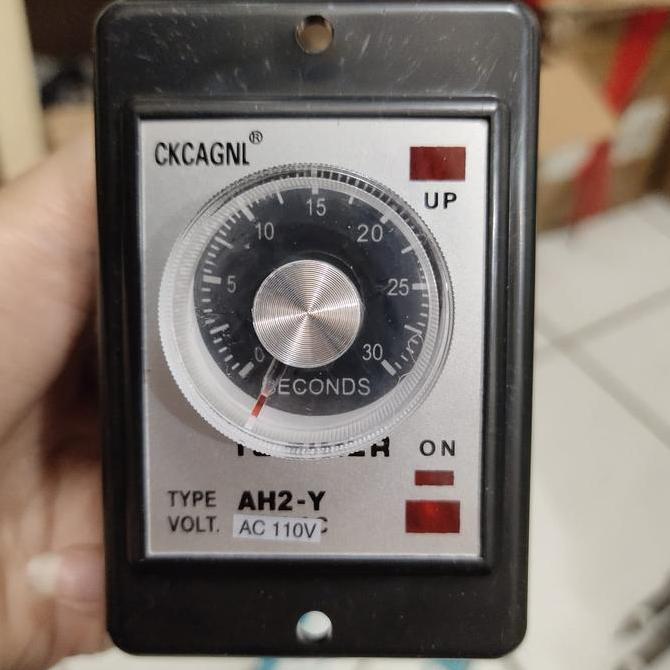 CKCAGNL®
UP
15
10 20
5 25
0 30
SECONDS
ON
TYPE AH2-Y
VOLT. AC 110V C